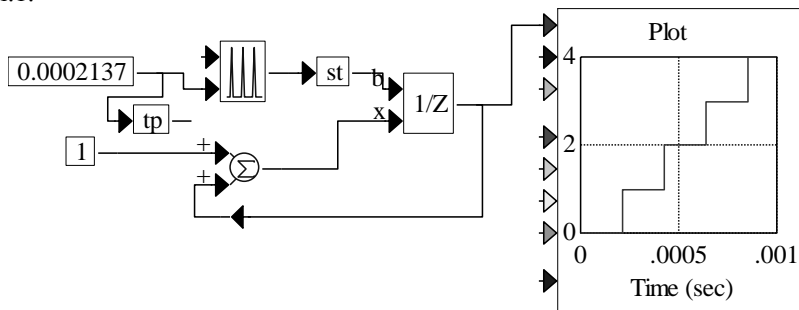 Plot
0.0002137
st
b
1/Z
x
tp
1
+
+
Σ
4
2
0
0
.0005
.001
Time (sec)